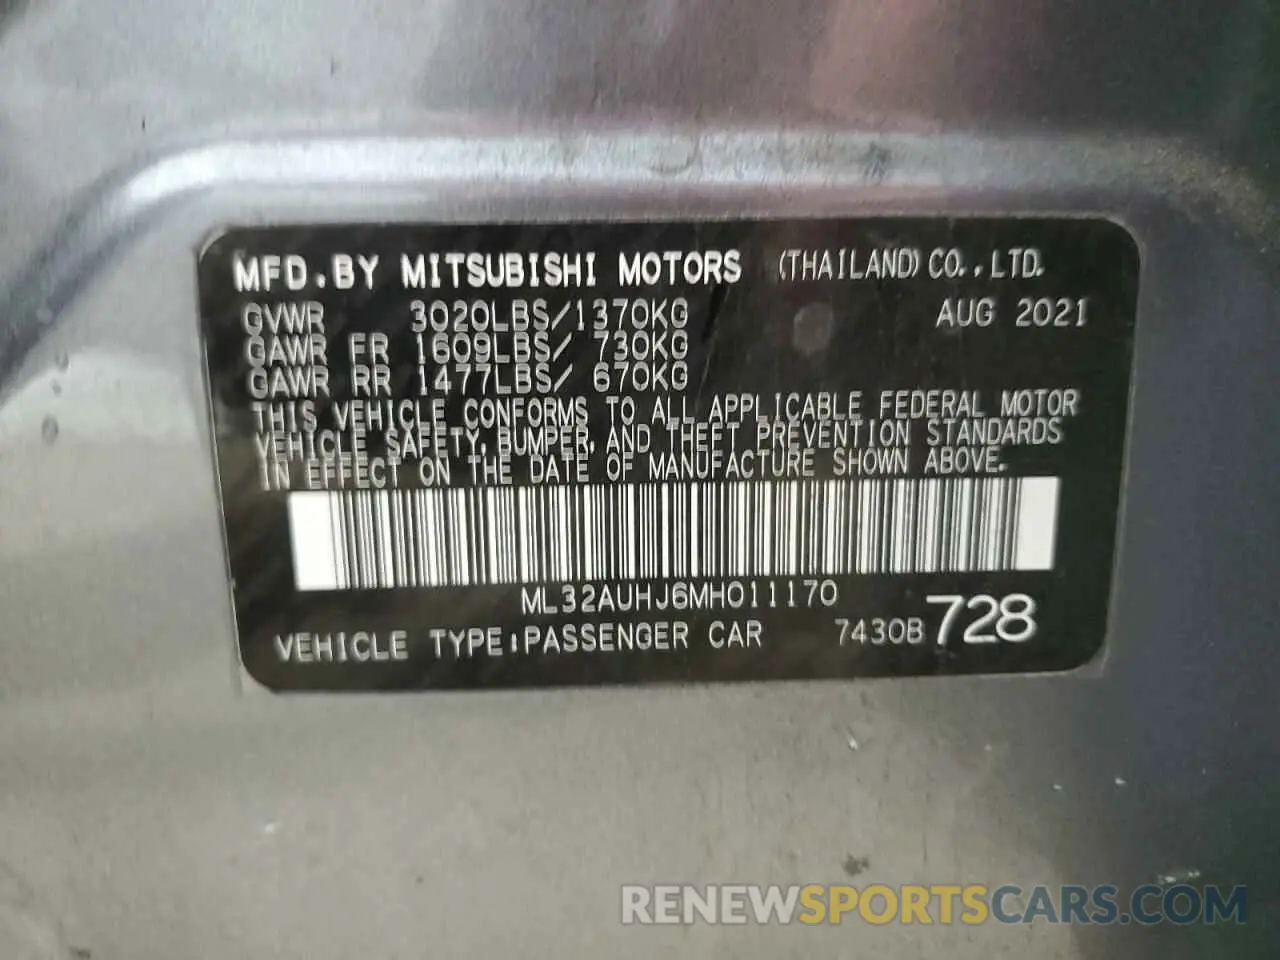 MFD.BY MITSUBISHI MOTORS (THAILAND) CO.,LTD.
GVWR 3020LBS/1370KG AUG 2021
GAWR FR 1609LBS/ 730KG
GAWR RR 1477LBS/ 670KG
THIS VEHICLE CONFORMS TO ALL APPLICABLE FEDERAL MOTOR
VEHICLE SAFETY, BUMPER, AND THEFT PREVENTION STANDARDS
IN EFFECT ON THE DATE OF MANUFACTURE SHOWN ABOVE.
ML32AUHJ6MH011170
VEHICLE TYPE:PASSENGER CAR 7430B 728
RENEWSPORTSCARS.COM